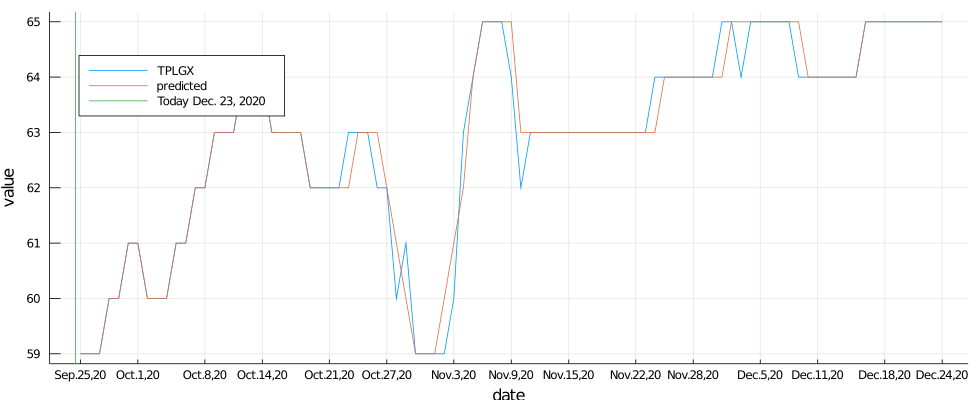 65
64
63
62
61
60
59
value
TPLGX
predicted
Today Dec. 23, 2020
Sep.25,20 Oct.1,20 Oct.8,20 Oct.14,20 Oct.21,20 Oct.27,20 Nov.3,20 Nov.9,20 Nov.15,20 Nov.22,20 Nov.28,20 Dec.5,20 Dec.11,20 Dec.18,20 Dec.24,20
date